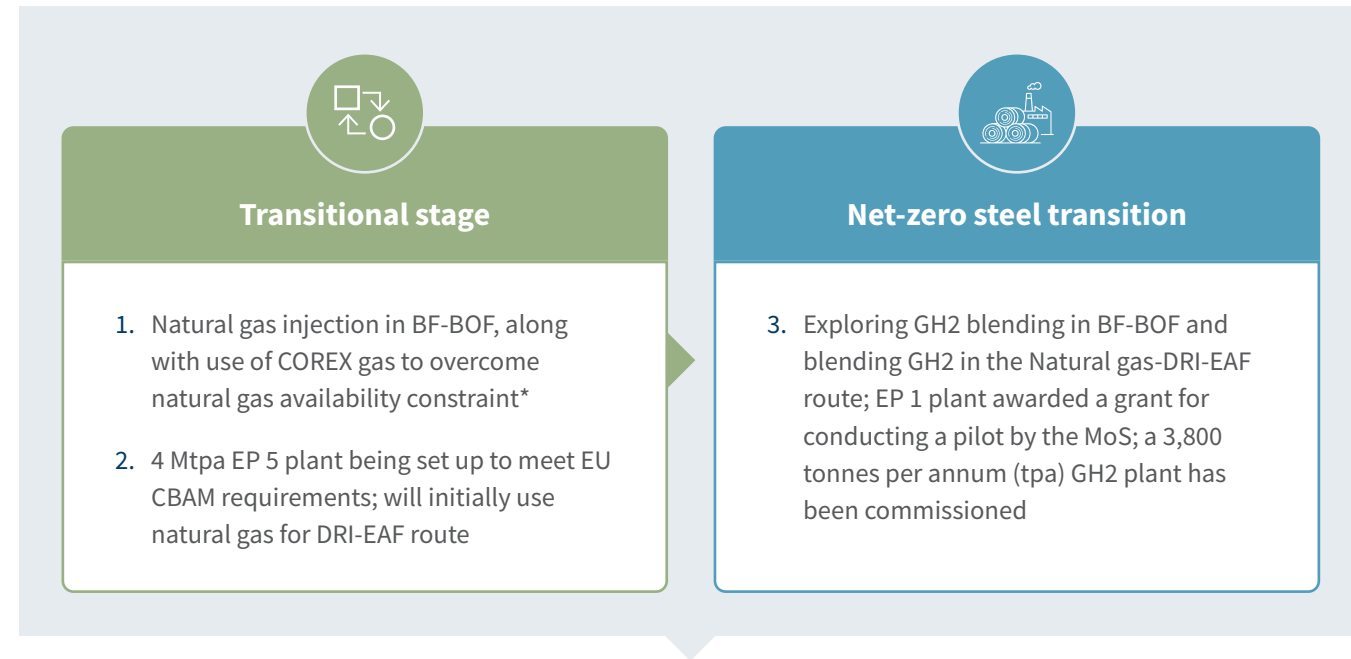 Transitional stage
1. Natural gas injection in BF-BOF, along
with use of COREX gas to overcome
natural gas availability constraint*
2. 4 Mtpa EP 5 plant being set up to meet EU
CBAM requirements; will initially use
natural gas for DRI-EAF route
Net-zero steel transition
3. Exploring GH2 blending in BF-BOF and
blending GH2 in the Natural gas-DRI-EAF
route; EP 1 plant awarded a grant for
conducting a pilot by the MoS; a 3,800
tonnes per annum (tpa) GH2 plant has
been commissioned